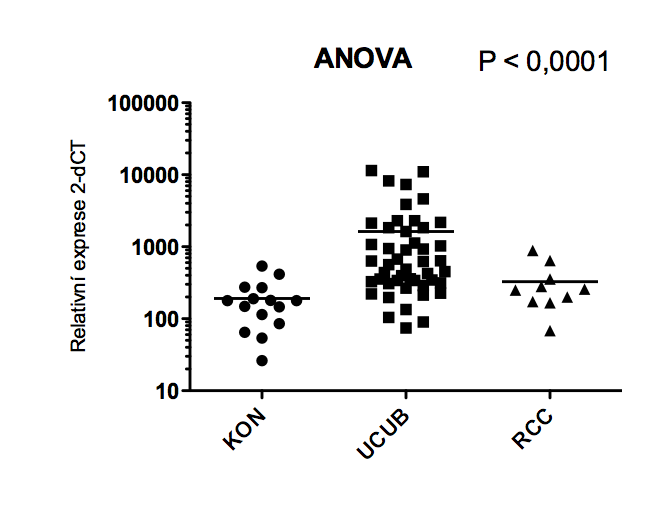 ANOVA P < 0,0001
100000
10000
1000
100
10
Relativní exprese 2-dCT
KON
UCUB
RCC